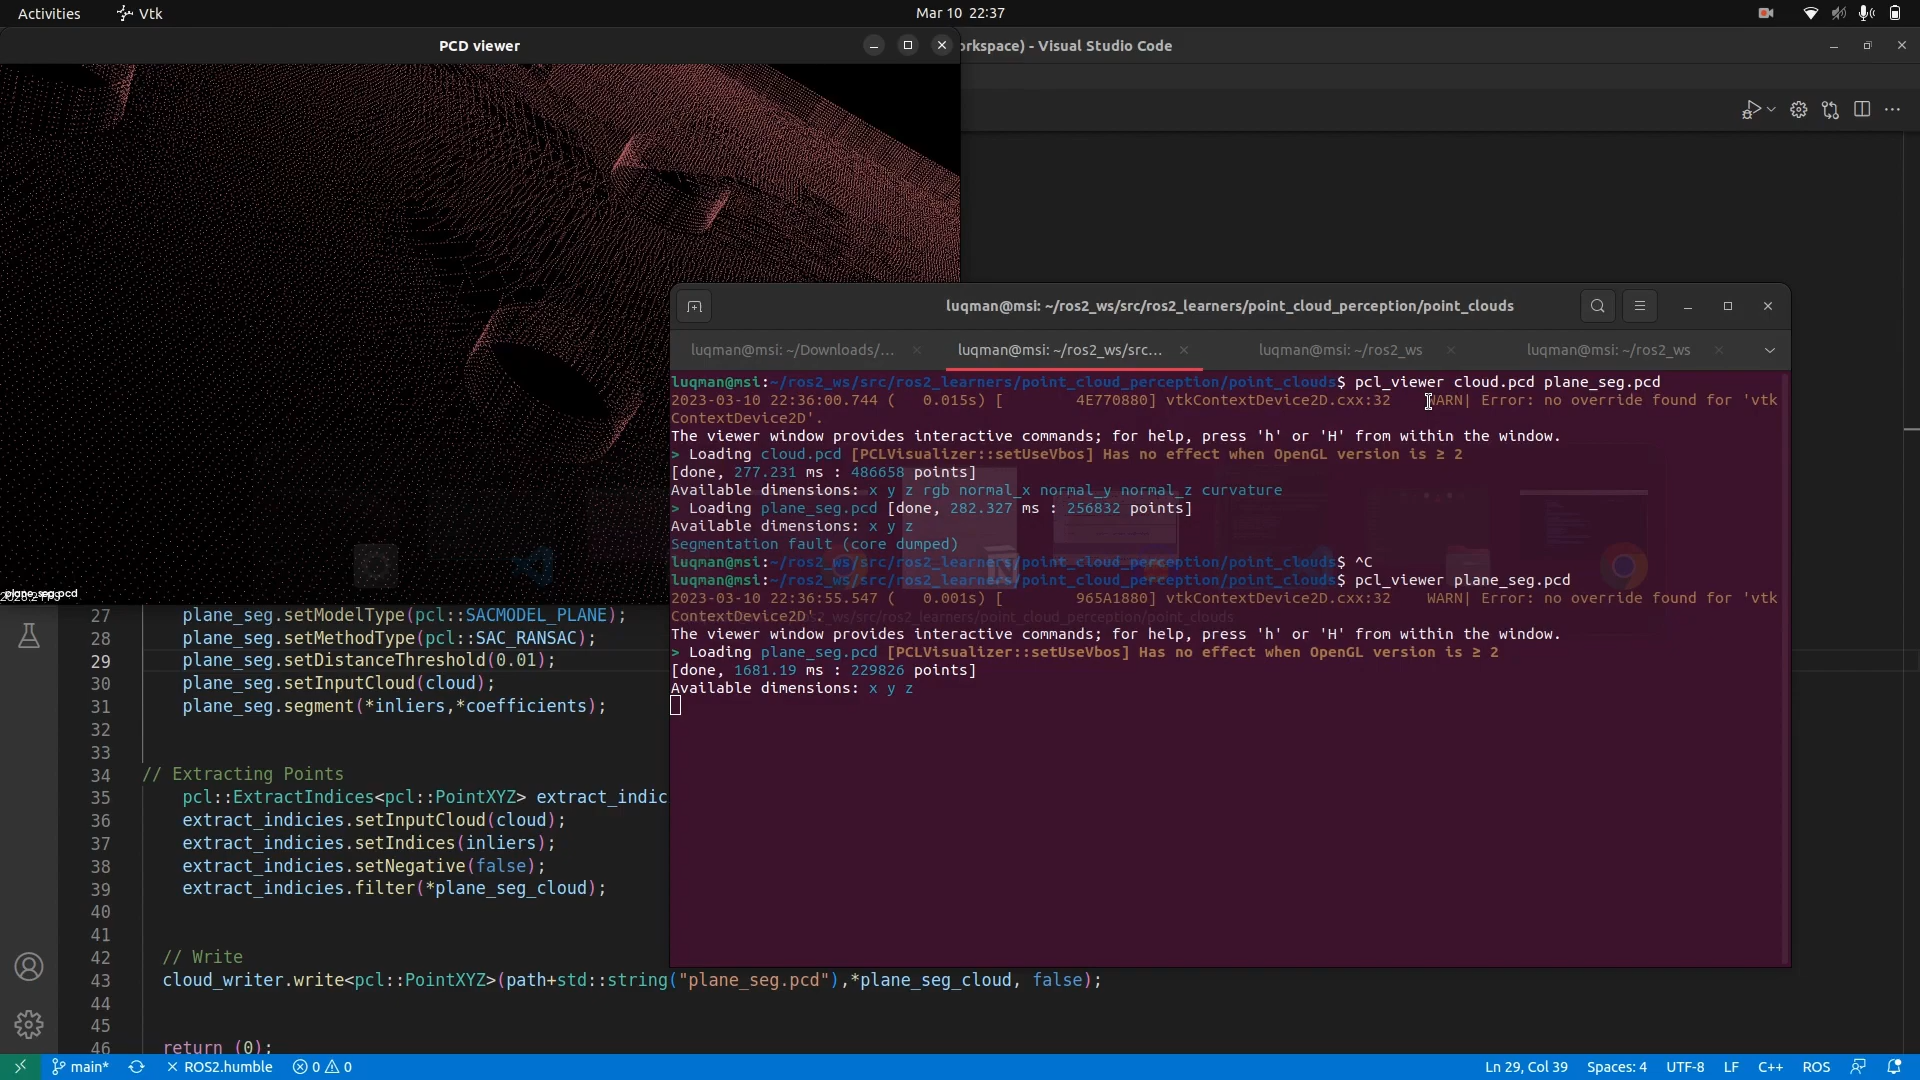 Activities
Vtk
Mar 10 22:37
PCD viewer
orkspace) - Visual Studio Code
luqman@msi: ~/ros2_ws/src/ros2_learners/point_cloud_perception/point_clouds
luqman@msi: ~/Downloads/...
luqman@msi: ~/ros2_ws/src...
luqman@msi: ~/ros2_ws
luqman@msi: ~/ros2_ws
luqman@msi:~/ros2_ws/src/ros2_learners/point_cloud_perception/point_clouds$ pcl_viewer cloud.pcd plane_seg.pcd
2023-03-10 22:36:00.744 (   0.015s) [        4E770880] vtkContextDevice2D.cxx:32    WARN| Error: no override found for 'vtk
ContextDevice2D'.
The viewer window provides interactive commands; for help, press 'h' or 'H' from within the window.
> Loading cloud.pcd [PCLVisualizer::setUseVbos] Has no effect when OpenGL version is ≥ 2
[done, 277.231 ms : 486658 points]
Available dimensions: x y z rgb normal_x normal_y normal_z curvature
> Loading plane_seg.pcd [done, 282.327 ms : 256832 points]
Available dimensions: x y z
Segmentation fault (core dumped)
luqman@msi:~/ros2_ws/src/ros2_learners/point_cloud_perception/point_clouds$ ^C
luqman@msi:~/ros2_ws/src/ros2_learners/point_cloud_perception/point_clouds$ pcl_viewer plane_seg.pcd
2023-03-10 22:36:55.547 (   0.001s) [        965A1880] vtkContextDevice2D.cxx:32    WARN| Error: no override found for 'vtk
ContextDevice2D'.
The viewer window provides interactive commands; for help, press 'h' or 'H' from within the window.
> Loading plane_seg.pcd [PCLVisualizer::setUseVbos] Has no effect when OpenGL version is ≥ 2
[done, 1681.19 ms : 229826 points]
Available dimensions: x y z
plane_seg.pcd
27 plane_seg.setModelType(pcl::SACMODEL_PLANE);
28 plane_seg.setMethodType(pcl::SAC_RANSAC);
29 plane_seg.setDistanceThreshold(0.01);
30 plane_seg.setInputCloud(cloud);
31 plane_seg.segment(*inliers,*coefficients);
32
33
34 // Extracting Points
35 pcl::ExtractIndices<pcl::PointXYZ> extract_indic
36 extract_indicies.setInputCloud(cloud);
37 extract_indicies.setIndices(inliers);
38 extract_indicies.setNegative(false);
39 extract_indicies.filter(*plane_seg_cloud);
40
41
42 // Write
43 cloud_writer.write<pcl::PointXYZ>(path+std::string("plane_seg.pcd"),*plane_seg_cloud, false);
44
45
46 return (0);
main*
ROS2.humble
0 0
Ln 29, Col 39
Spaces: 4
UTF-8
LF
C++
ROS